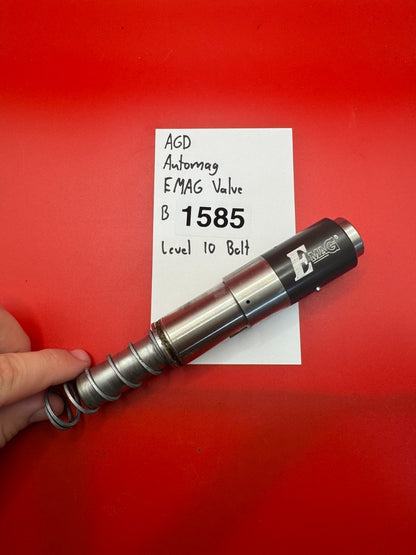 AGD
Automag
EMAG Valve
B 1585
Level 10 Bolt
EMAG